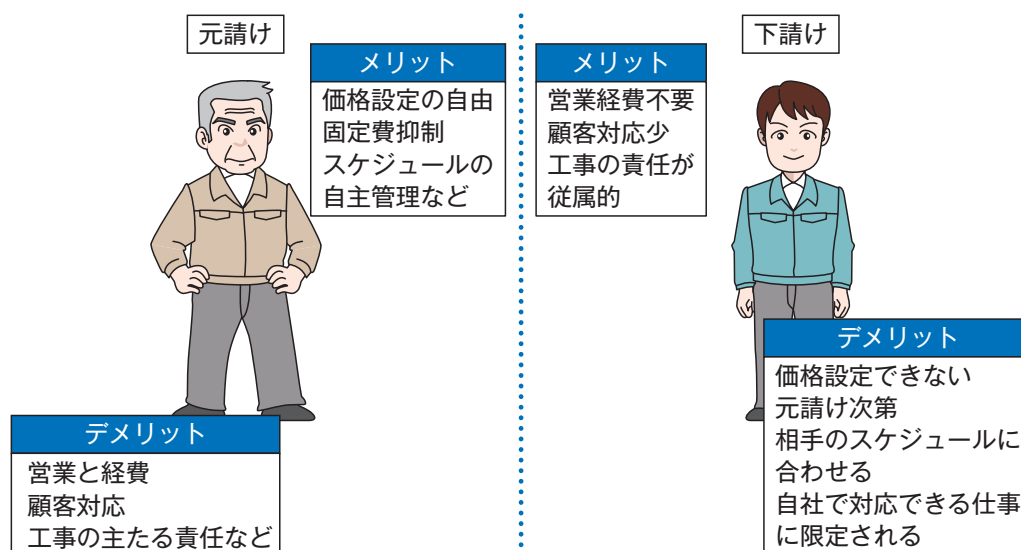 元請け
メリット
価格設定の自由
固定費抑制
スケジュールの
自主管理など
デメリット
営業と経費
顧客対応
工事の主たる責任など
下請け
メリット
営業経費不要
顧客対応少
工事の責任が
従属的
デメリット
価格設定できない
元請け次第
相手のスケジュールに
合わせる
自社で対応できる仕事
に限定される